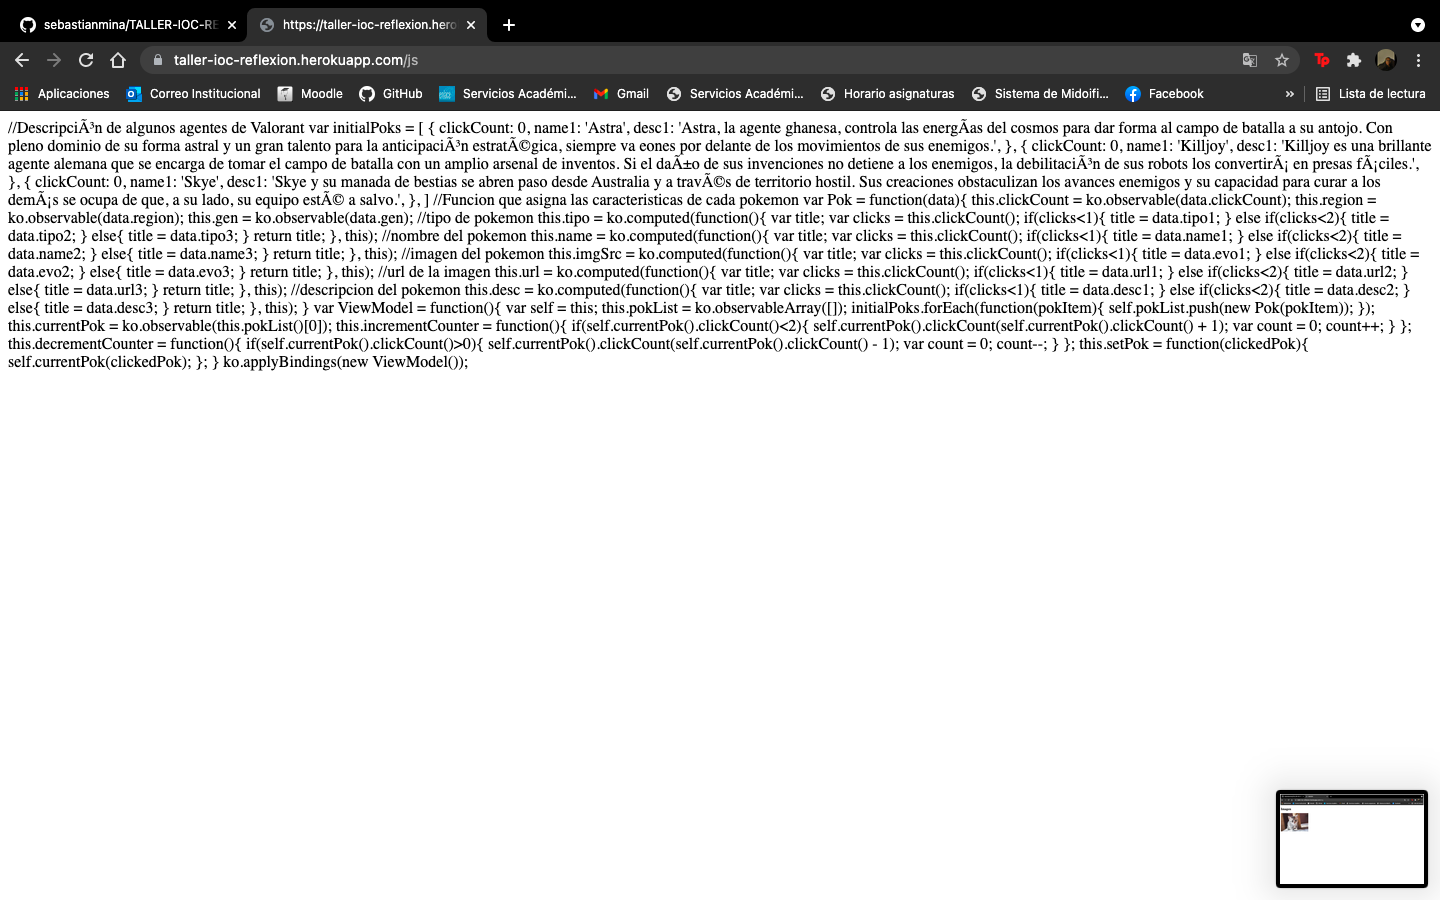 sebastianmina/TALLER-IOC-RE
https://taller-ioc-reflexion.hero
taller-ioc-reflexion.herokuapp.com/js
Aplicaciones Correo Institucional Moodle GitHub Servicios Académi... Gmail Servicios Académi... Horario asignaturas Sistema de Midoifi... Facebook » Lista de lectura
//DescripciÃ³n de algunos agentes de Valorant var initialPoks = [ { clickCount: 0, name1: 'Astra', desc1: 'Astra, la agente ghanesa, controla las energÃ­as del cosmos para dar forma al campo de batalla a su antojo. Con
pleno dominio de su forma astral y un gran talento para la anticipaciÃ³n estratÃ©gica, siempre va eones por delante de los movimientos de sus enemigos.', }, { clickCount: 0, name1: 'Killjoy', desc1: 'Killjoy es una brillante
agente alemana que se encarga de tomar el campo de batalla con un amplio arsenal de inventos. Si el daÃ±o de sus invenciones no detiene a los enemigos, la debilitaciÃ³n de sus robots los convertirÃ¡ en presas fÃ¡ciles.',
}, { clickCount: 0, name1: 'Skye', desc1: 'Skye y su manada de bestias se abren paso desde Australia y a travÃ©s de territorio hostil. Sus creaciones obstaculizan los avances enemigos y su capacidad para curar a los
demÃ¡s se ocupa de que, a su lado, su equipo estÃ© a salvo.', }, ] //Funcion que asigna las caracteristicas de cada pokemon var Pok = function(data){ this.clickCount = ko.observable(data.clickCount); this.region =
ko.observable(data.region); this.gen = ko.observable(data.gen); //tipo de pokemon this.tipo = ko.computed(function(){ var title; var clicks = this.clickCount(); if(clicks<1){ title = data.tipo1; } else if(clicks<2){ title =
data.tipo2; } else{ title = data.tipo3; } return title; }, this); //nombre del pokemon this.name = ko.computed(function(){ var title; var clicks = this.clickCount(); if(clicks<1){ title = data.name1; } else if(clicks<2){ title =
data.name2; } else{ title = data.name3; } return title; }, this); //imagen del pokemon this.imgSrc = ko.computed(function(){ var title; var clicks = this.clickCount(); if(clicks<1){ title = data.evo1; } else if(clicks<2){ title =
data.evo2; } else{ title = data.evo3; } return title; }, this); //url de la imagen this.url = ko.computed(function(){ var title; var clicks = this.clickCount(); if(clicks<1){ title = data.url1; } else if(clicks<2){ title = data.url2; }
else{ title = data.url3; } return title; }, this); //descripcion del pokemon this.desc = ko.computed(function(){ var title; var clicks = this.clickCount(); if(clicks<1){ title = data.desc1; } else if(clicks<2){ title = data.desc2; }
else{ title = data.desc3; } return title; }, this); } var ViewModel = function(){ var self = this; this.pokList = ko.observableArray([]); initialPoks.forEach(function(pokItem){ self.pokList.push(new Pok(pokItem)); });
this.currentPok = ko.observable(this.pokList()[0]); this.incrementCounter = function(){ if(self.currentPok().clickCount()<2){ self.currentPok().clickCount(self.currentPok().clickCount() + 1); var count = 0; count++; } };
this.decrementCounter = function(){ if(self.currentPok().clickCount()>0){ self.currentPok().clickCount(self.currentPok().clickCount() - 1); var count = 0; count--; } }; this.setPok = function(clickedPok){
self.currentPok(clickedPok); }; } ko.applyBindings(new ViewModel());